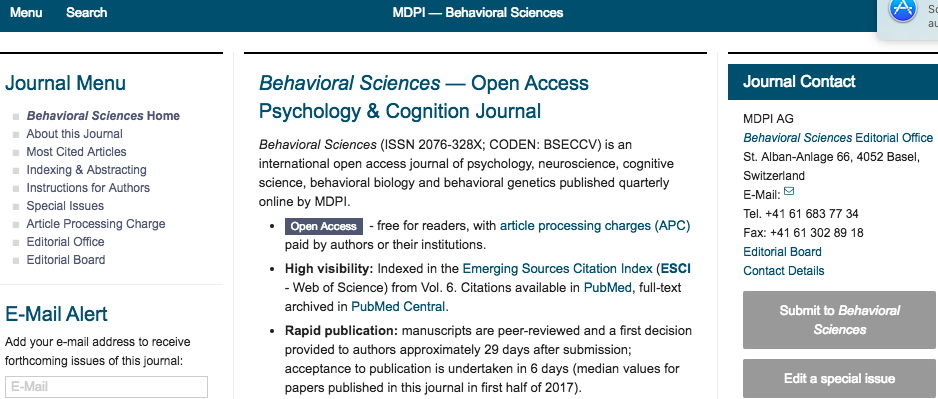 Menu Search MDPI — Behavioral Sciences
Journal Menu
Behavioral Sciences Home
About this Journal
Most Cited Articles
Indexing & Abstracting
Instructions for Authors
Special Issues
Article Processing Charge
Editorial Office
Editorial Board
E-Mail Alert
Add your e-mail address to receive
forthcoming issues of this journal:
E-Mail
Behavioral Sciences — Open Access
Psychology & Cognition Journal
Behavioral Sciences (ISSN 2076-328X; CODEN: BSECCV) is an
international open access journal of psychology, neuroscience, cognitive
science, behavioral biology and behavioral genetics published quarterly
online by MDPI.
Open Access - free for readers, with article processing charges (APC)
paid by authors or their institutions.
High visibility: Indexed in the Emerging Sources Citation Index (ESCI
- Web of Science) from Vol. 6. Citations available in PubMed, full-text
archived in PubMed Central.
Rapid publication: manuscripts are peer-reviewed and a first decision
provided to authors approximately 29 days after submission;
acceptance to publication is undertaken in 6 days (median values for
papers published in this journal in first half of 2017).
Journal Contact
MDPI AG
Behavioral Sciences Editorial Office
St. Alban-Anlage 66, 4052 Basel,
Switzerland
E-Mail:
Tel. +41 61 683 77 34
Fax: +41 61 302 89 18
Editorial Board
Contact Details
Submit to Behavioral
Sciences
Edit a special issue